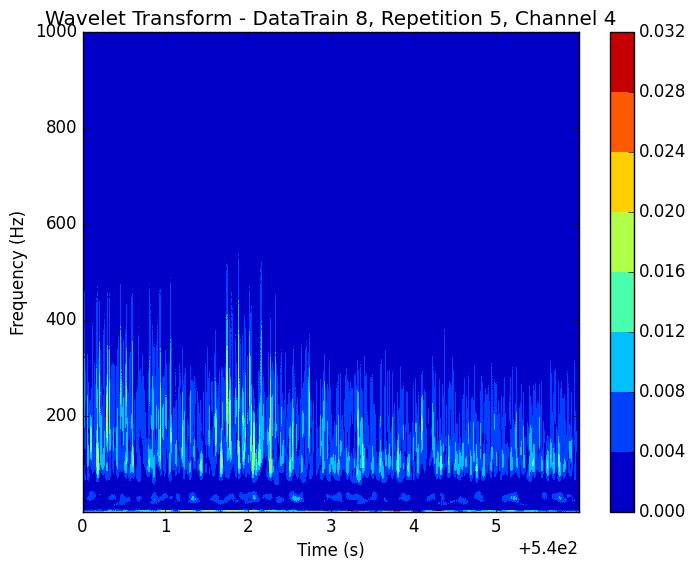 Wavelet Transform - DataTrain 8, Repetition 5, Channel 4
1000
800
600
400
200
Frequency (Hz)
0 1 2 3 4 5
Time (s)
+5.4e2
0.032
0.028
0.024
0.020
0.016
0.012
0.008
0.004
0.000